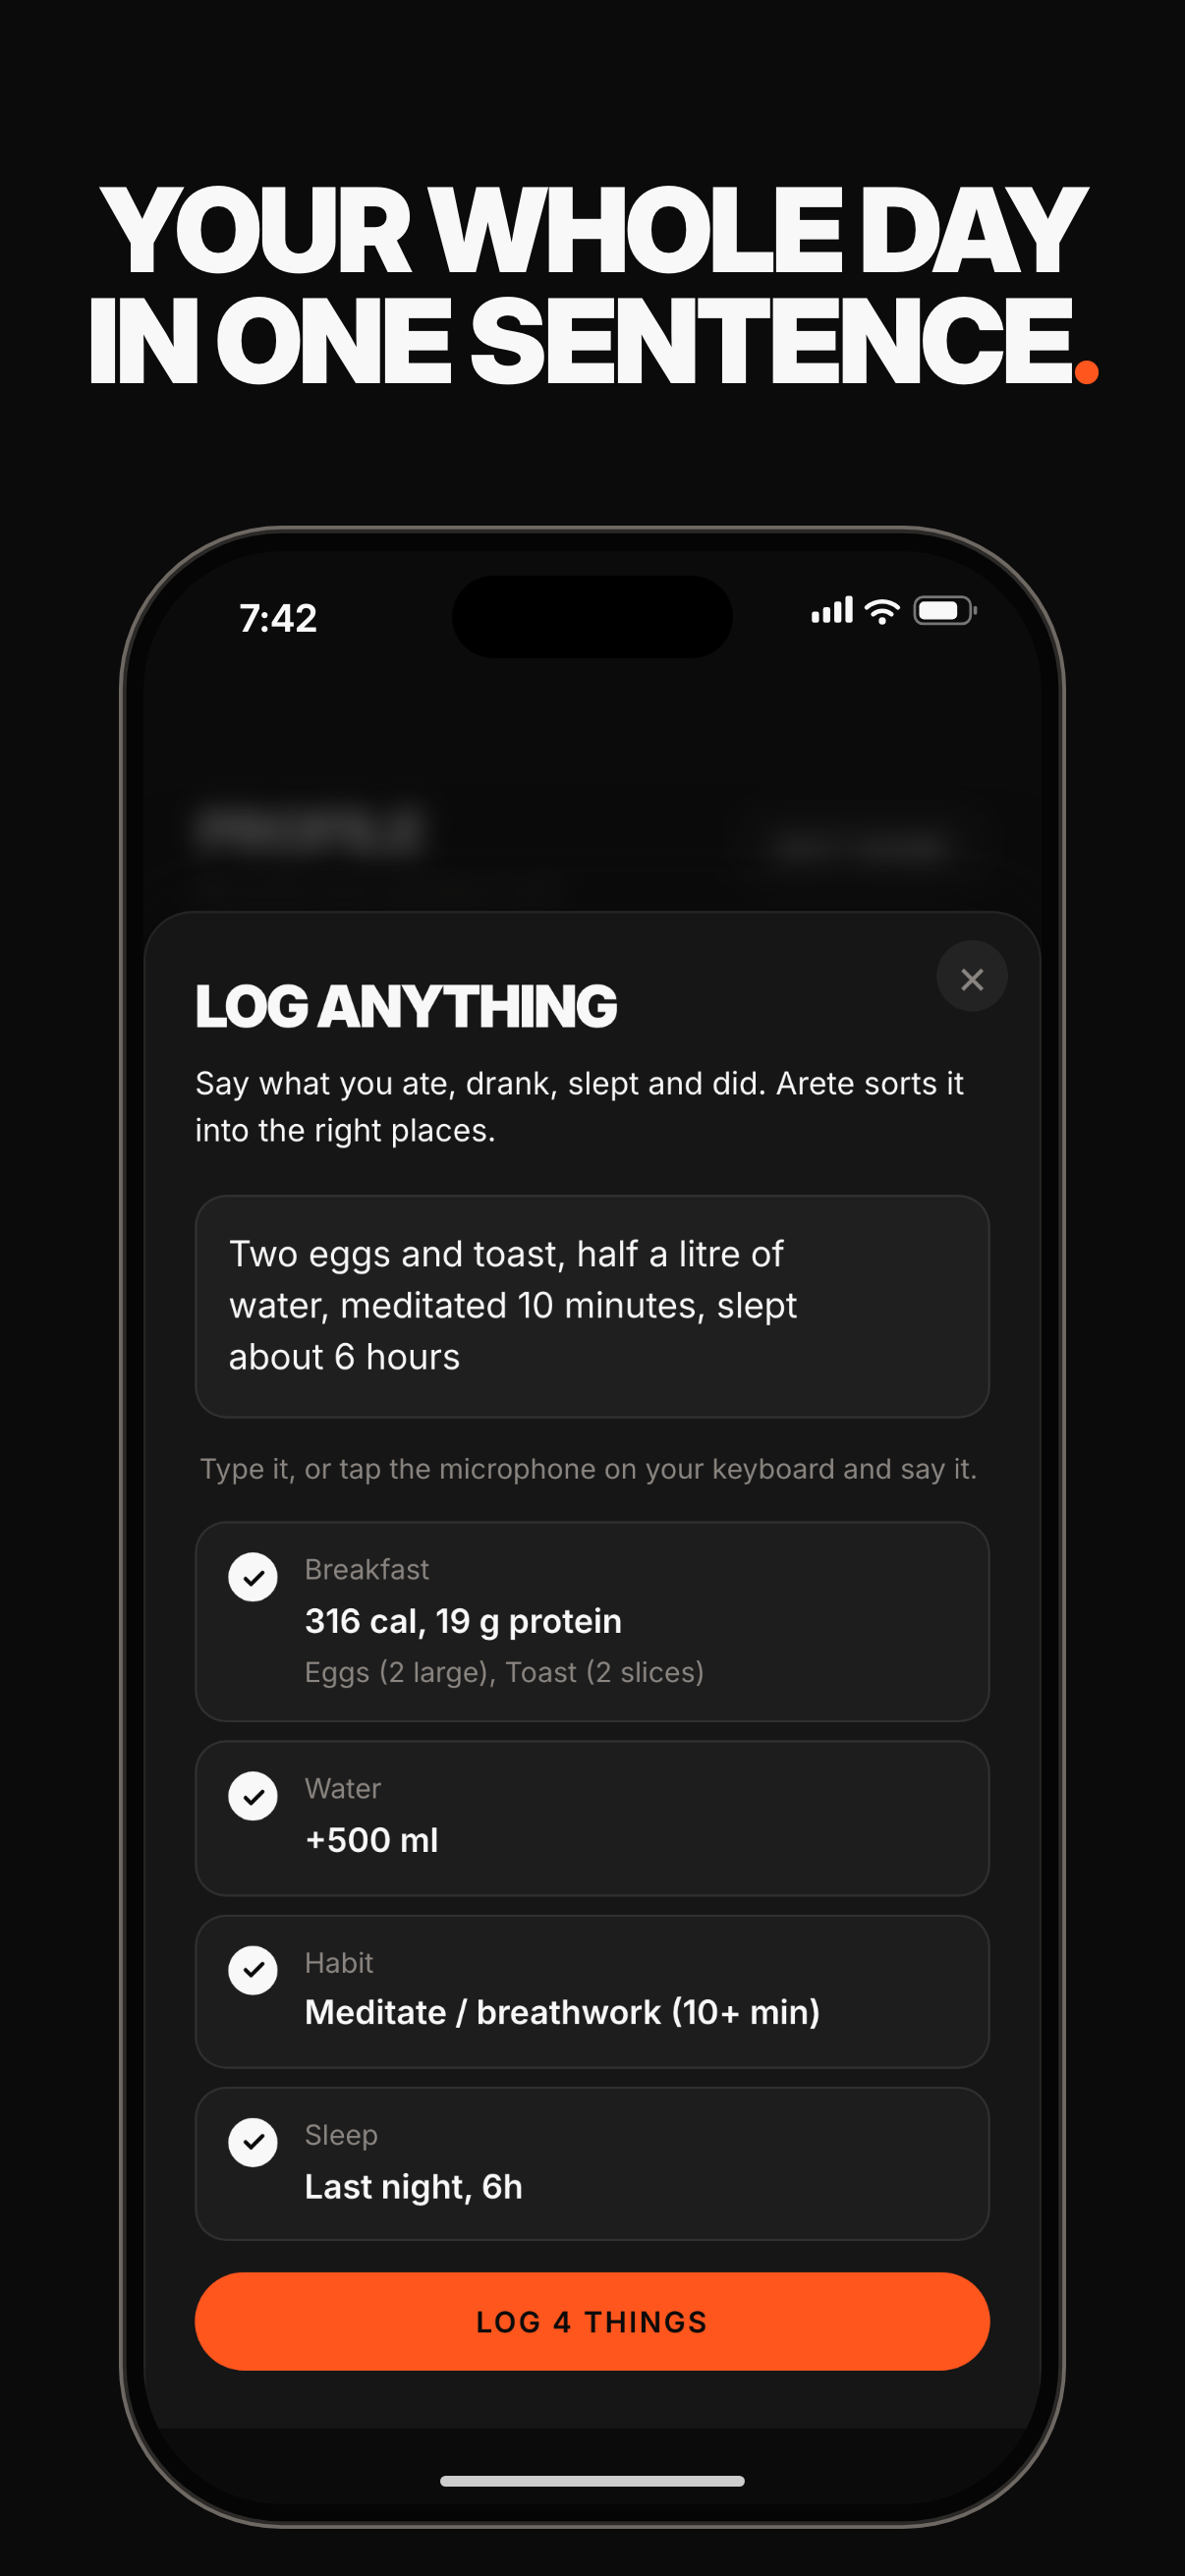 YOUR WHOLE DAY
IN ONE SENTENCE.
7:42
LOG ANYTHING
Say what you ate, drank, slept and did. Arete sorts it
into the right places.
Two eggs and toast, half a litre of
water, meditated 10 minutes, slept
about 6 hours
Type it, or tap the microphone on your keyboard and say it.
Breakfast
316 cal, 19 g protein
Eggs (2 large), Toast (2 slices)
Water
+500 ml
Habit
Meditate / breathwork (10+ min)
Sleep
Last night, 6h
LOG 4 THINGS